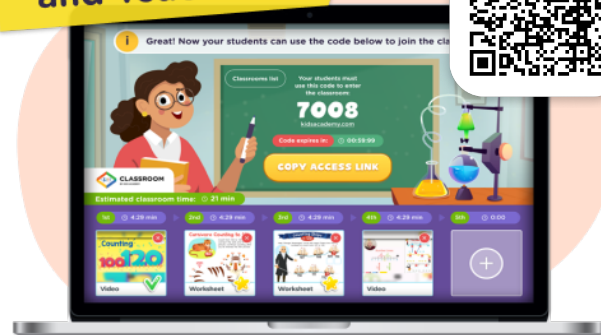 Great! Now your students can use the code below to join the cla
Classrooms list
Your students must
use this code to enter
the classroom:
7008
kidsacademy.com
Code expires in: 00:59:99
COPY ACCESS LINK
CLASSROOM
Estimated classroom time: 21 min
1st 4:29 min
2nd 4:29 min
3rd 4:29 min
4th 4:29 min
5th 0:00
Counting
100 120
Video
Worksheet
Worksheet
Video